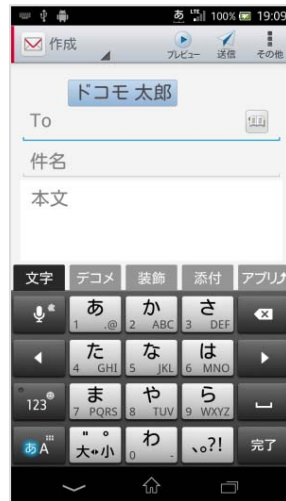 あ LTE 100% 19:09
作成 プレビュー 送信 その他
ドコモ 太郎
To
件名
本文
文字 デコメ 装飾 添付 アプリ
あ 1 .@ か 2 ABC さ 3 DEF
た 4 GHI な 5 JKL は 6 MNO
123 ま 7 PQRS や 8 TUV ら 9 WXYZ
あA 大⇔小 わ 0 - 、。?! 完了